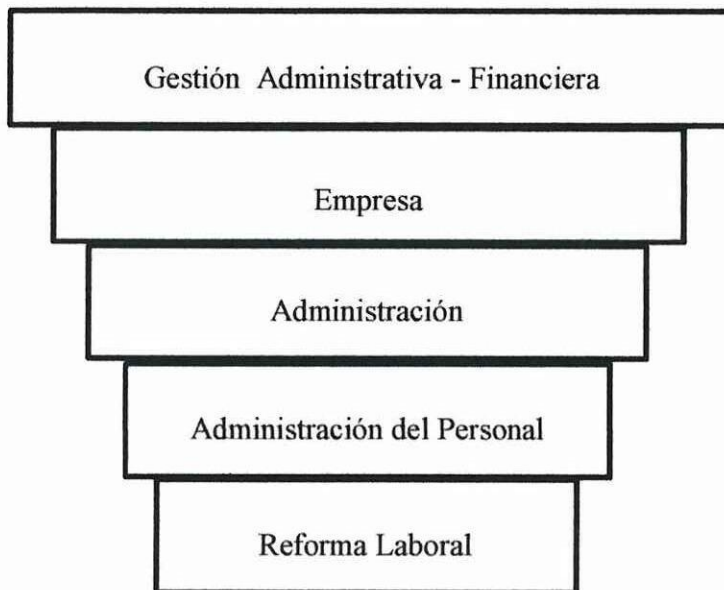 Gestión Administrativa - Financiera
Empresa
Administración
Administración del Personal
Reforma Laboral